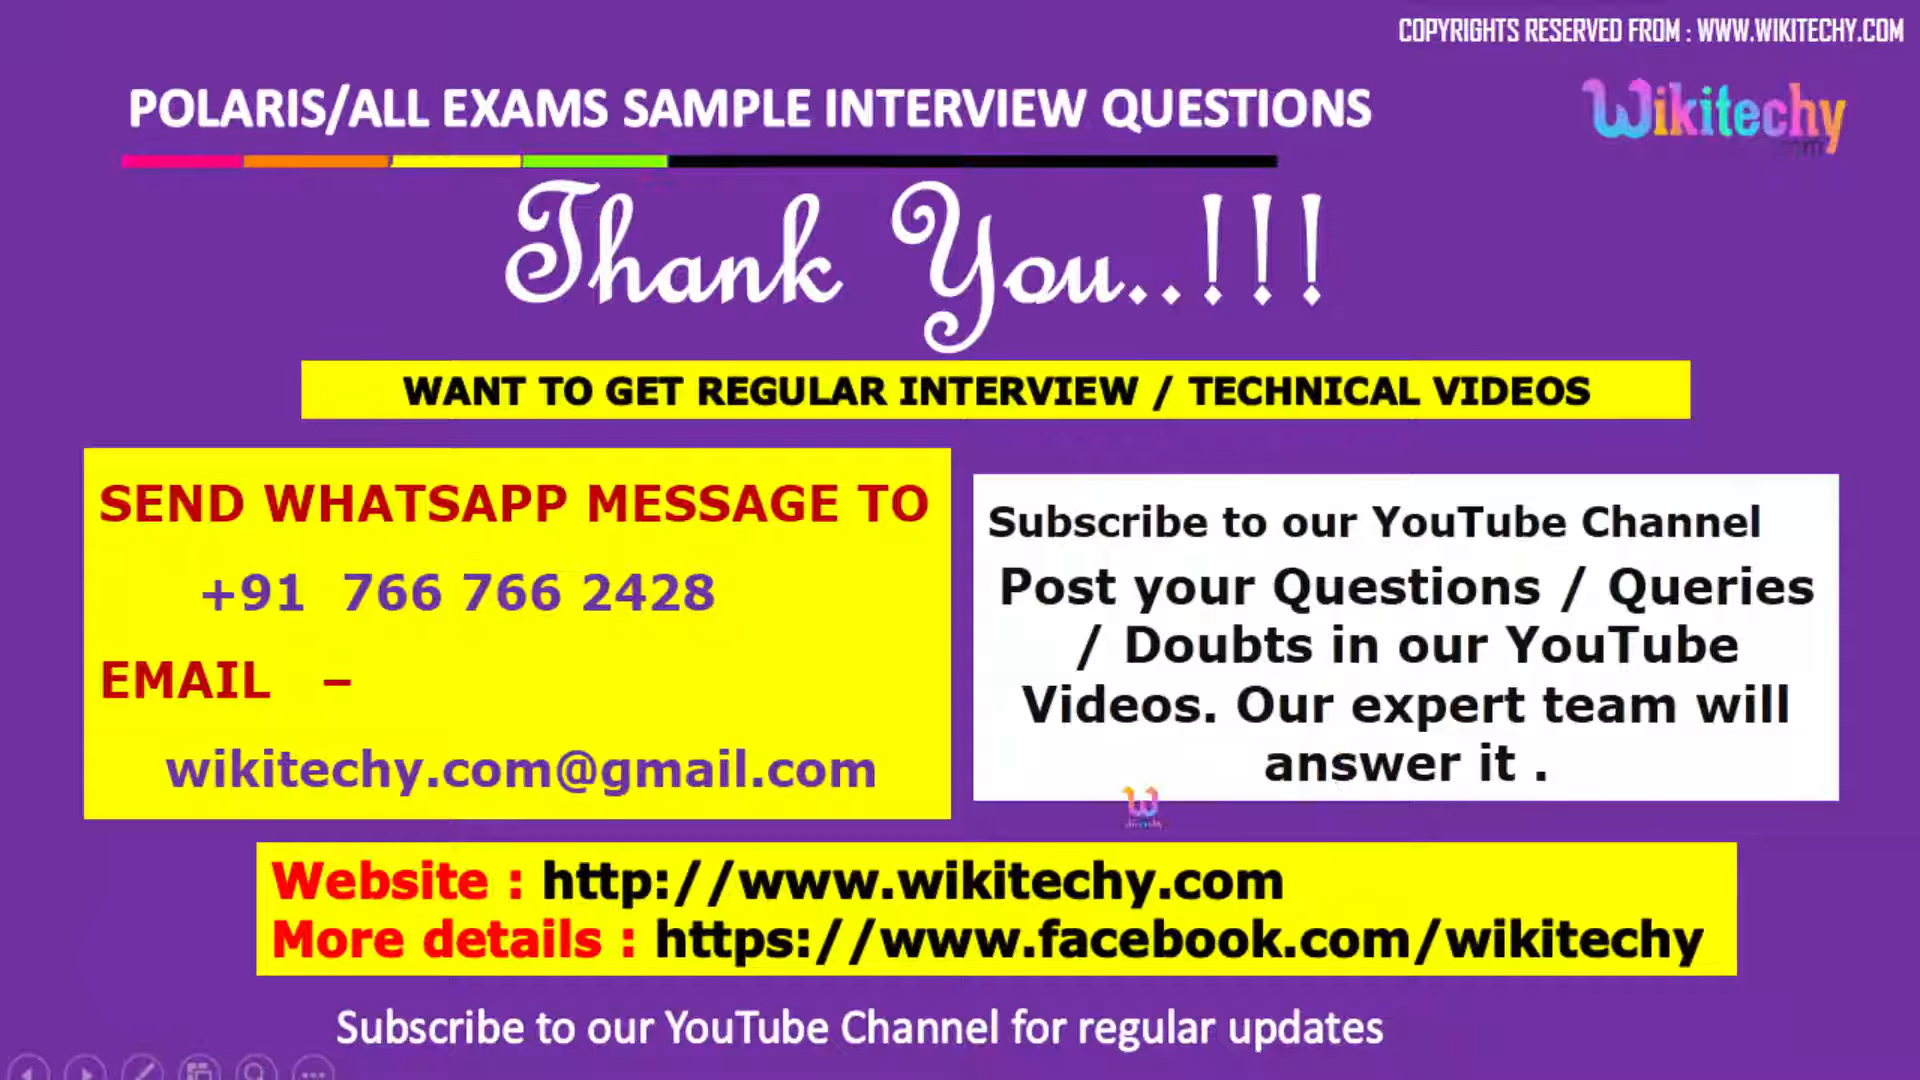 COPYRIGHTS RESERVED FROM : WWW.WIKITECHY.COM
POLARIS/ALL EXAMS SAMPLE INTERVIEW QUESTIONS
Wikitechy
.com
Thank You..!!!
WANT TO GET REGULAR INTERVIEW / TECHNICAL VIDEOS
SEND WHATSAPP MESSAGE TO
+91 766 766 2428
EMAIL –
wikitechy.com@gmail.com
Subscribe to our YouTube Channel
Post your Questions / Queries
/ Doubts in our YouTube
Videos. Our expert team will
answer it .
Website : http://www.wikitechy.com
More details : https://www.facebook.com/wikitechy
Subscribe to our YouTube Channel for regular updates